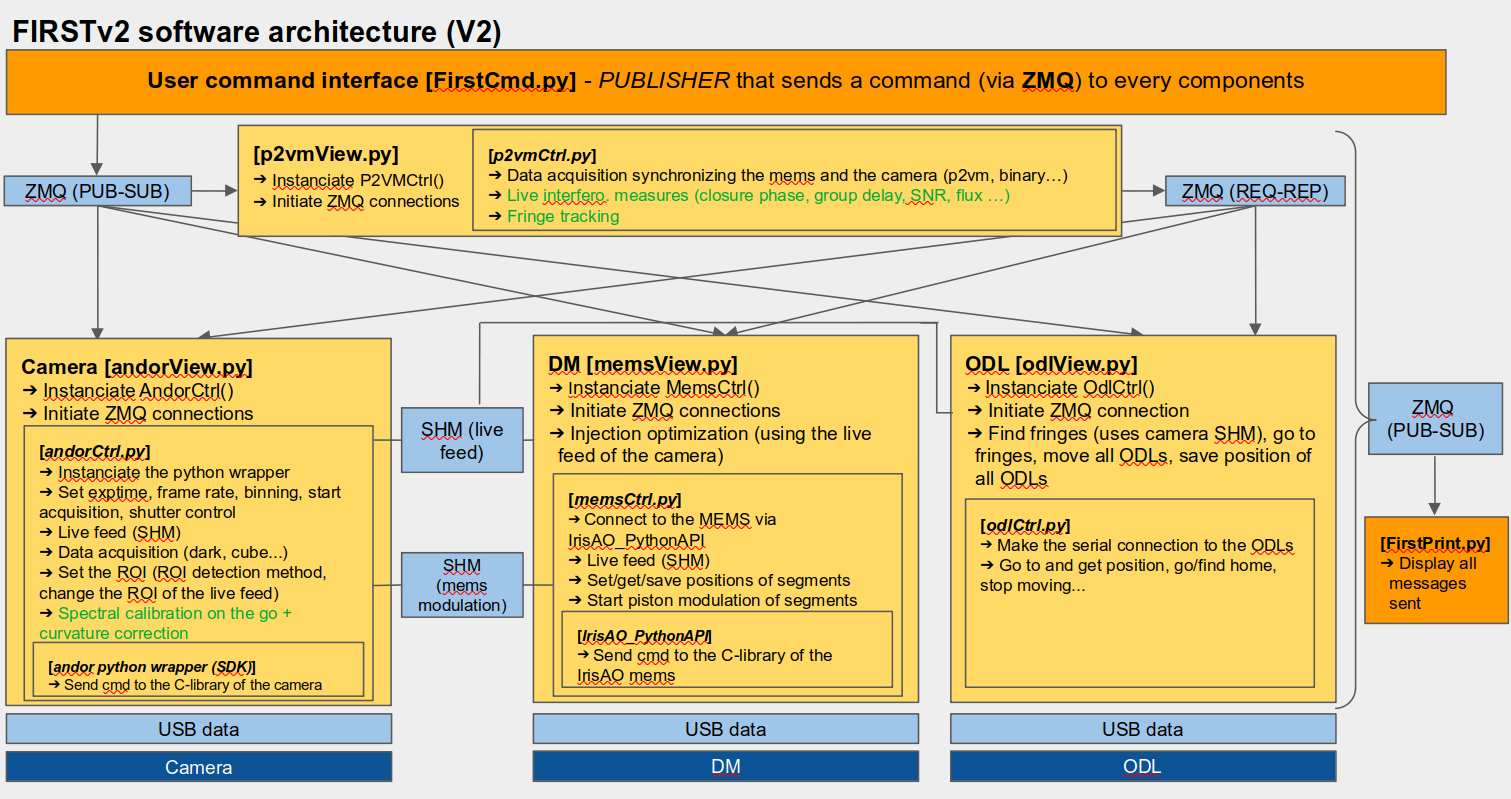 FIRSTv2 software architecture (V2)
User command interface [FirstCmd.py] - PUBLISHER that sends a command (via ZMQ) to every components
ZMQ (PUB-SUB)
[p2vmView.py]
➔ Instanciate P2VMCtrl()
➔ Initiate ZMQ connections
[p2vmCtrl.py]
➔ Data acquisition synchronizing the mems and the camera (p2vm, binary…)
➔ Live interfero. measures (closure phase, group delay, SNR, flux …)
➔ Fringe tracking
ZMQ (REQ-REP)
Camera [andorView.py]
➔ Instanciate AndorCtrl()
➔ Initiate ZMQ connections
[andorCtrl.py]
➔ Instanciate the python wrapper
➔ Set exptime, frame rate, binning, start
acquisition, shutter control
➔ Live feed (SHM)
➔ Data acquisition (dark, cube...)
➔ Set the ROI (ROI detection method,
change the ROI of the live feed)
➔ Spectral calibration on the go +
curvature correction
[andor python wrapper (SDK)]
➔ Send cmd to the C-library of the camera
SHM (live
feed)
SHM
(mems
modulation)
DM [memsView.py]
➔ Instanciate MemsCtrl()
➔ Initiate ZMQ connections
➔ Injection optimization (using the live
feed of the camera)
[memsCtrl.py]
➔ Connect to the MEMS via
IrisAO_PythonAPI
➔ Live feed (SHM)
➔ Set/get/save positions of segments
➔ Start piston modulation of segments
[IrisAO_PythonAPI]
➔ Send cmd to the C-library of the
IrisAO mems
ODL [odlView.py]
➔ Instanciate OdlCtrl()
➔ Initiate ZMQ connection
➔ Find fringes (uses camera SHM), go to
fringes, move all ODLs, save position of
all ODLs
[odlCtrl.py]
➔ Make the serial connection to the ODLs
➔ Go to and get position, go/find home,
stop moving...
ZMQ
(PUB-SUB)
[FirstPrint.py]
➔ Display all
messages
sent
USB data
USB data
USB data
Camera
DM
ODL